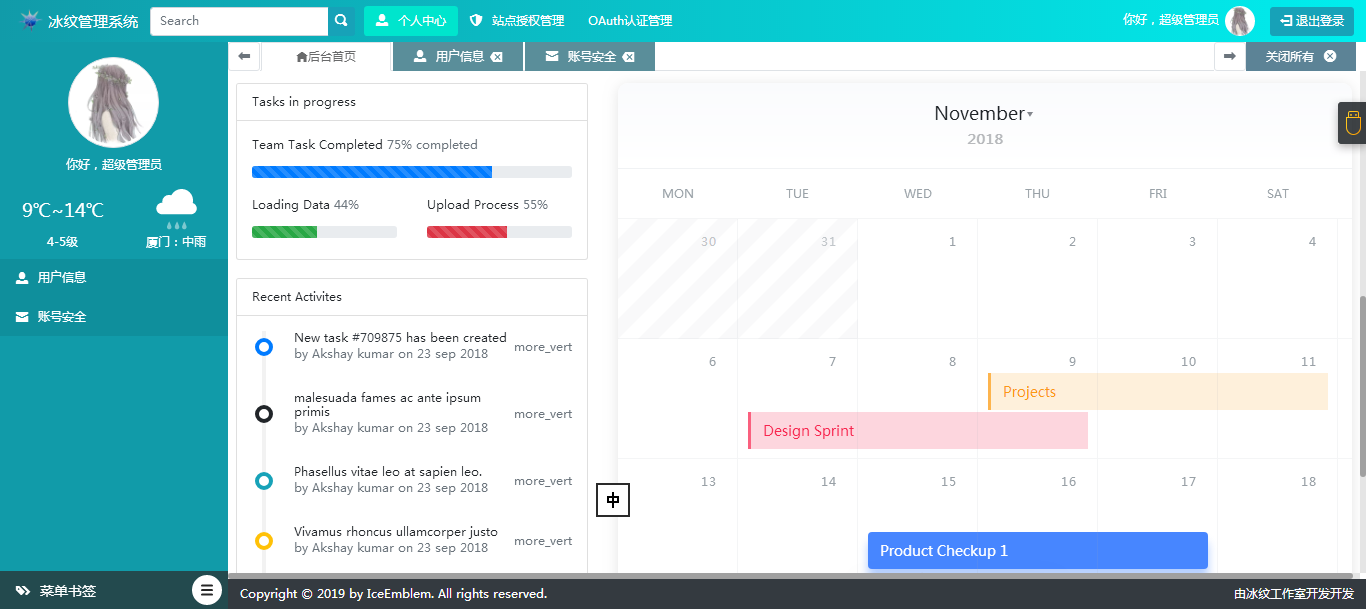 冰纹管理系统
Search
个人中心
站点授权管理
OAuth认证管理
你好，超级管理员
退出登录
后台首页
用户信息
账号安全
关闭所有
你好，超级管理员
9℃~14℃
4-5级
厦门：中雨
用户信息
账号安全
菜单书签
Tasks in progress
Team Task Completed 75% completed
Loading Data 44%
Upload Process 55%
Recent Activites
New task #709875 has been created
by Akshay kumar on 23 sep 2018
more_vert
malesuada fames ac ante ipsum
primis
by Akshay kumar on 23 sep 2018
more_vert
Phasellus vitae leo at sapien leo.
by Akshay kumar on 23 sep 2018
more_vert
Vivamus rhoncus ullamcorper justo
by Akshay kumar on 23 sep 2018
more_vert
中
November
2018
MON TUE WED THU FRI SAT
30 31 1 2 3 4
6 7 8 9 10 11
Projects
Design Sprint
13 14 15 16 17 18
Product Checkup 1
Copyright © 2019 by IceEmblem. All rights reserved.
由冰纹工作室开发开发